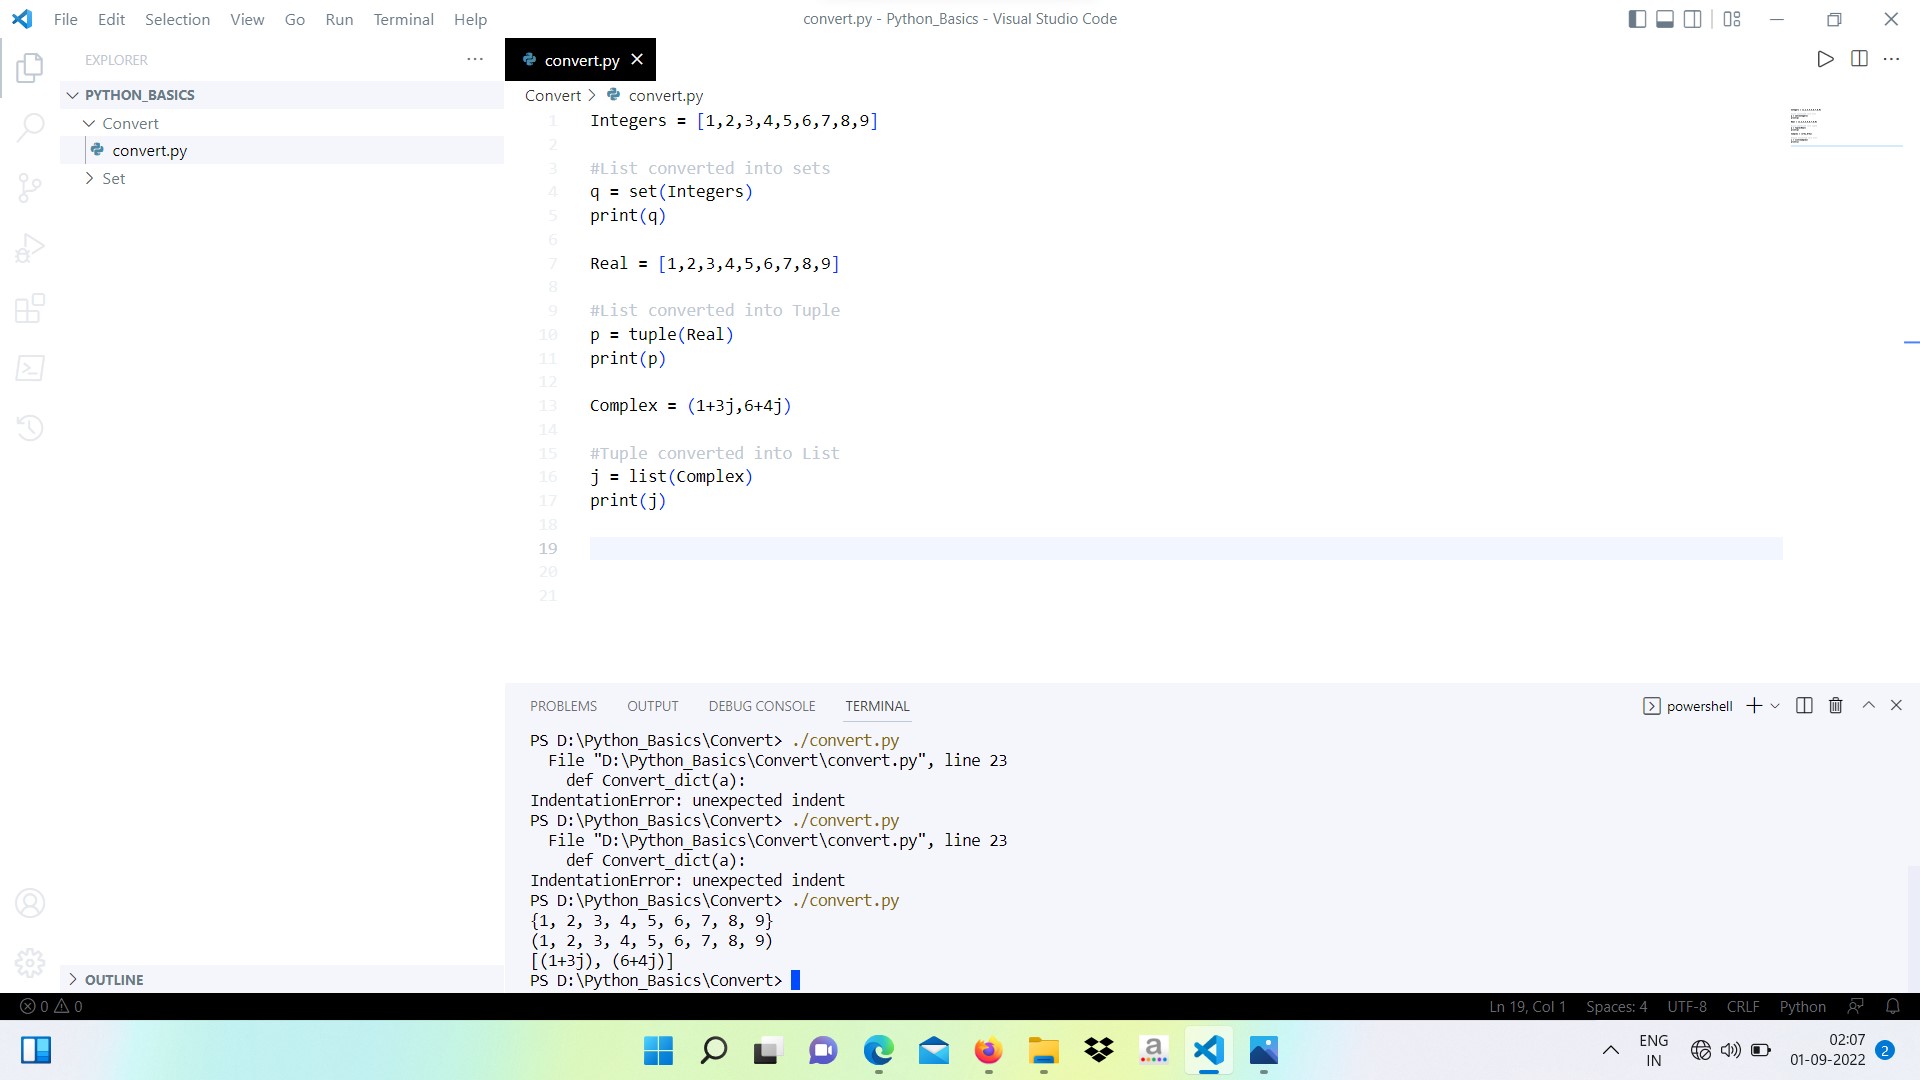 File Edit Selection View Go Run Terminal Help
convert.py - Python_Basics - Visual Studio Code
EXPLORER
PYTHON_BASICS
Convert
convert.py
Set
OUTLINE
convert.py
Convert > convert.py
1 Integers = [1,2,3,4,5,6,7,8,9]
2
3 #List converted into sets
4 q = set(Integers)
5 print(q)
6
7 Real = [1,2,3,4,5,6,7,8,9]
8
9 #List converted into Tuple
10 p = tuple(Real)
11 print(p)
12
13 Complex = (1+3j,6+4j)
14
15 #Tuple converted into List
16 j = list(Complex)
17 print(j)
18
19
20
21
PROBLEMS OUTPUT DEBUG CONSOLE TERMINAL
powershell
PS D:\Python_Basics\Convert> ./convert.py
File "D:\Python_Basics\Convert\convert.py", line 23
def Convert_dict(a):
IndentationError: unexpected indent
PS D:\Python_Basics\Convert> ./convert.py
File "D:\Python_Basics\Convert\convert.py", line 23
def Convert_dict(a):
IndentationError: unexpected indent
PS D:\Python_Basics\Convert> ./convert.py
{1, 2, 3, 4, 5, 6, 7, 8, 9}
(1, 2, 3, 4, 5, 6, 7, 8, 9)
[(1+3j), (6+4j)]
PS D:\Python_Basics\Convert>
0 0
Ln 19, Col 1 Spaces: 4 UTF-8 CRLF Python
a
ENG
IN
02:07
01-09-2022
2